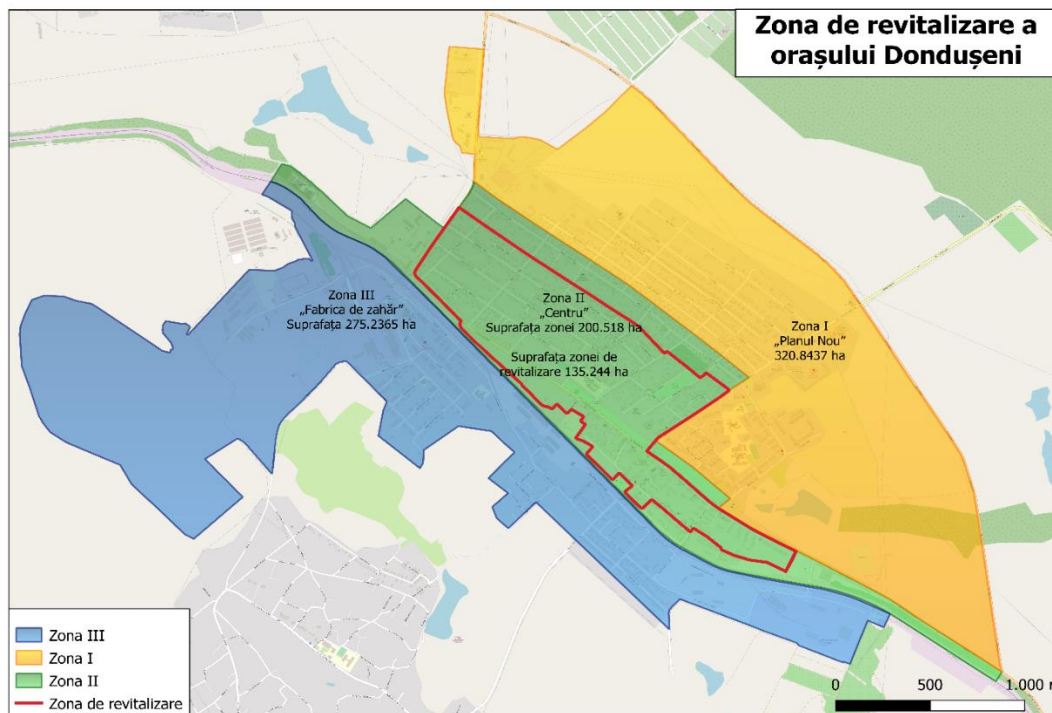 Zona de revitalizare a
orașului Dondușeni
Zona III
„Fabrica de zahăr”
Suprafața 275.2365 ha
Zona II
„Centru”
Suprafața zonei 200.518 ha
Suprafața zonei de
revitalizare 135.244 ha
Zona I
„Planul Nou”
320.8437 ha
Zona III
Zona I
Zona II
Zona de revitalizare
0 500 1.000